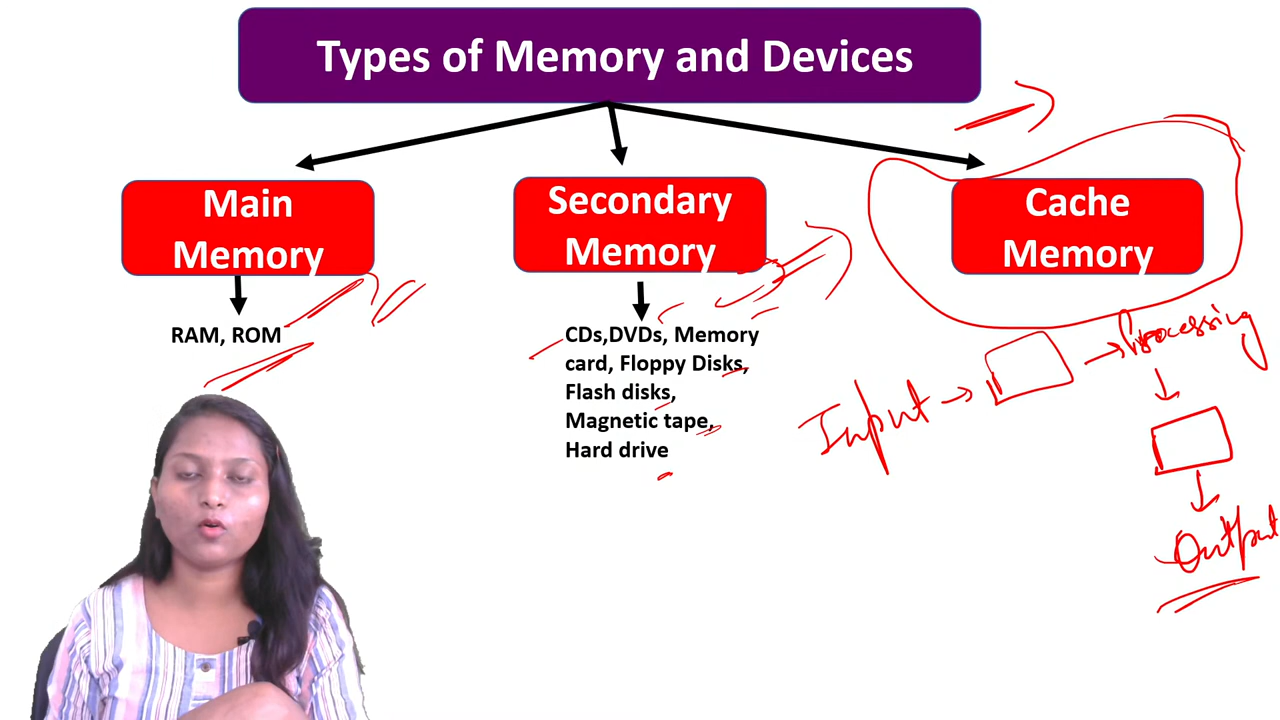 Types of Memory and Devices
Main
Memory
Secondary
Memory
Cache
Memory
RAM, ROM
CDs,DVDs, Memory
card, Floppy Disks,
Flash disks,
Magnetic tape,
Hard drive
Input
Processing
Output